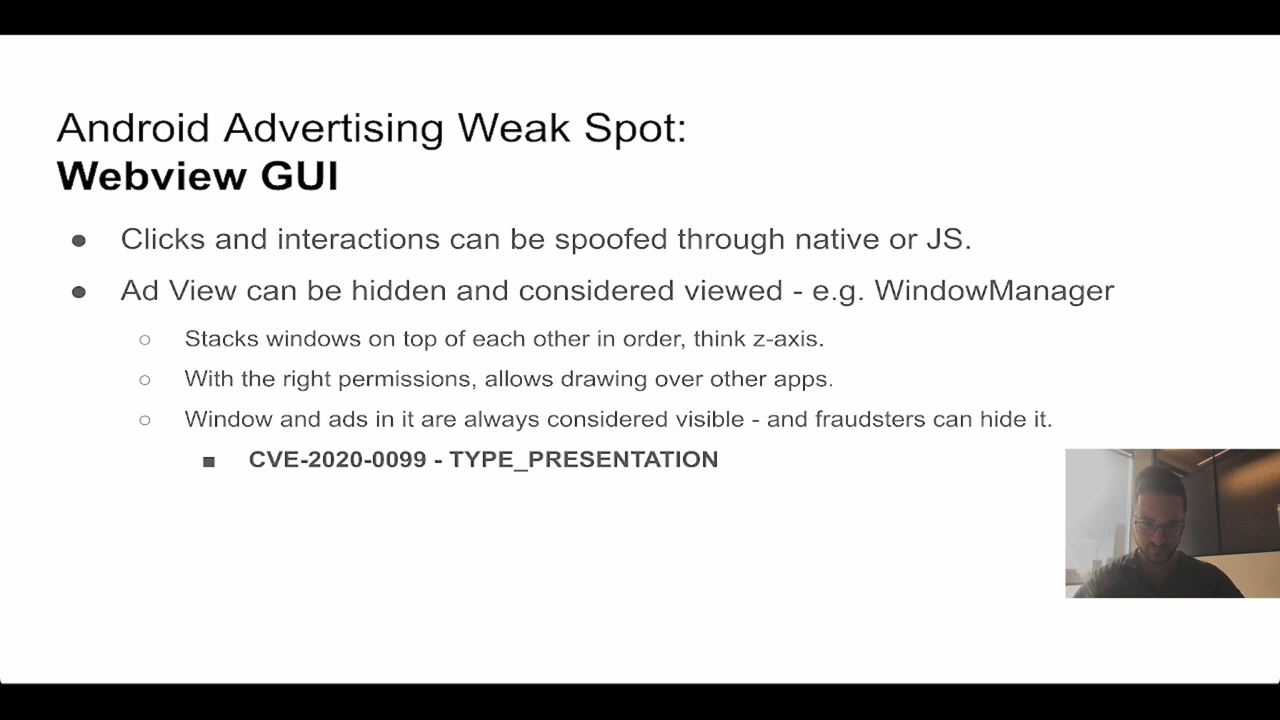 Android Advertising Weak Spot:
Webview GUI
● Clicks and interactions can be spoofed through native or JS.
● Ad View can be hidden and considered viewed - e.g. WindowManager
○ Stacks windows on top of each other in order, think z-axis.
○ With the right permissions, allows drawing over other apps.
○ Window and ads in it are always considered visible - and fraudsters can hide it.
■ CVE-2020-0099 - TYPE_PRESENTATION